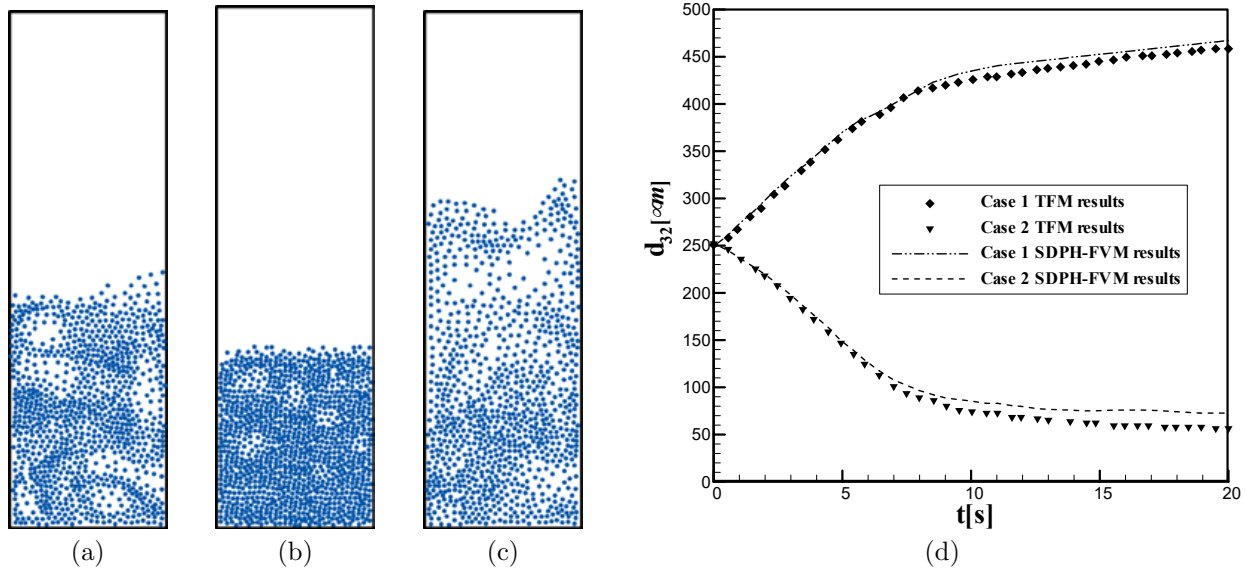 500
450
400
350
300
250
200
150
100
50
0
d32[∝m]
Case 1 TFM results
Case 2 TFM results
Case 1 SDPH-FVM results
Case 2 SDPH-FVM results
0 5 10 15 20
t[s]
(a) (b) (c) (d)